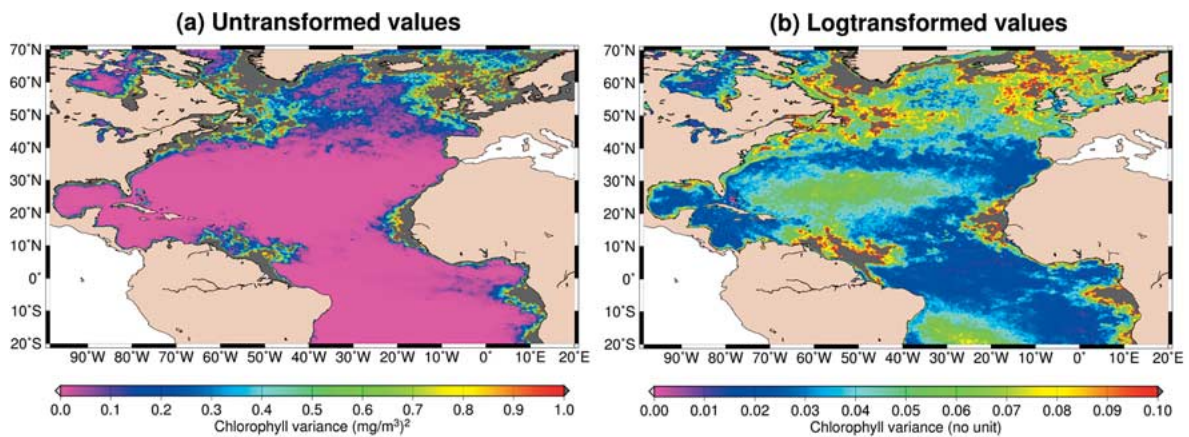 (a) Untransformed values
70°N
60°N
50°N
40°N
30°N
20°N
10°N
0°
10°S
20°S
90°W 80°W 70°W 60°W 50°W 40°W 30°W 20°W 10°W 0° 10°E 20°E
0.0 0.1 0.2 0.3 0.4 0.5 0.6 0.7 0.8 0.9 1.0
Chlorophyll variance (mg/m³)²
(b) Logtransformed values
70°N
60°N
50°N
40°N
30°N
20°N
10°N
0°
10°S
20°S
90°W 80°W 70°W 60°W 50°W 40°W 30°W 20°W 10°W 0° 10°E 20°E
0.00 0.01 0.02 0.03 0.04 0.05 0.06 0.07 0.08 0.09 0.10
Chlorophyll variance (no unit)